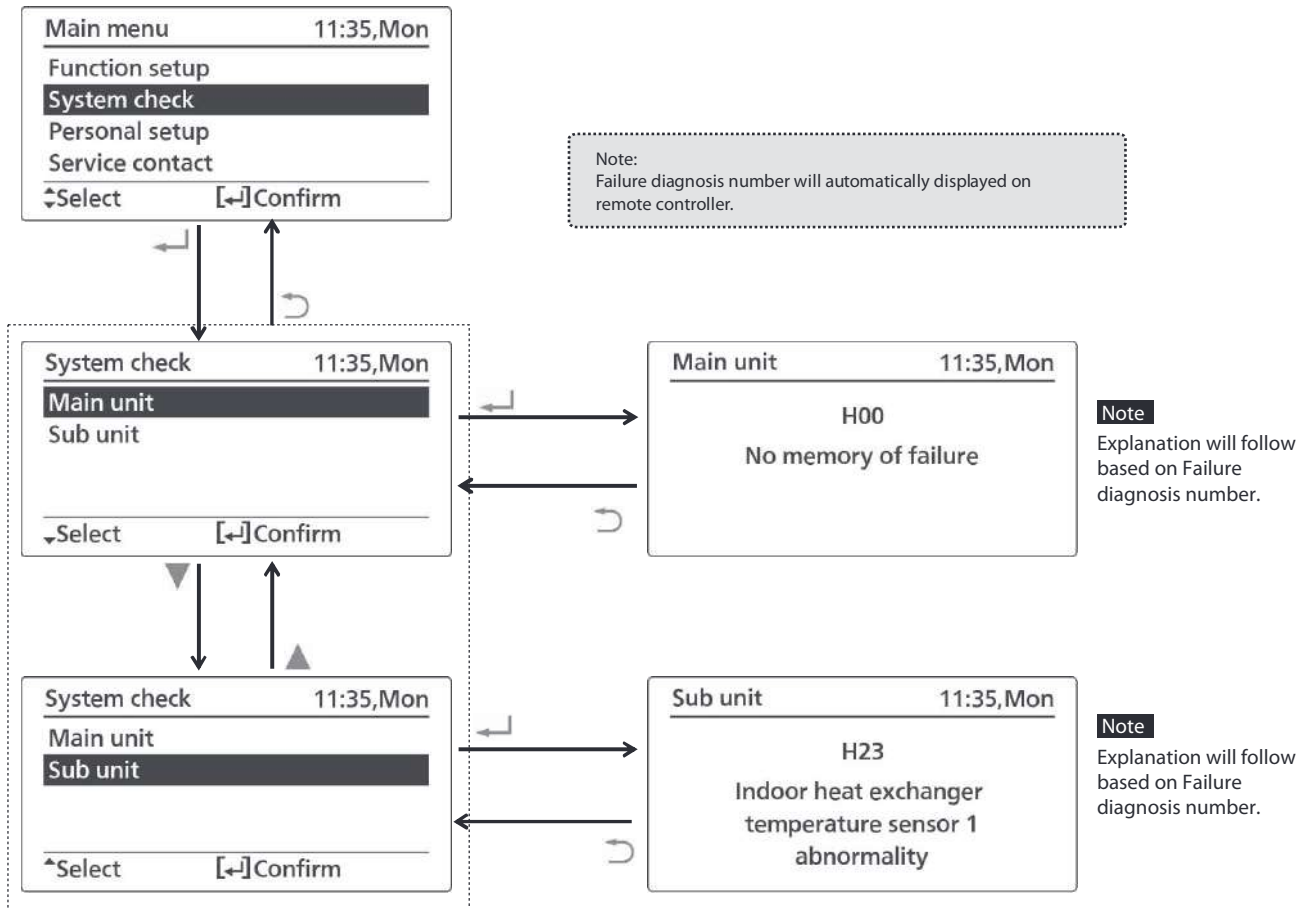 Main menu 11:35,Mon
Function setup
System check
Personal setup
Service contact
Select [↵]Confirm
Note:
Failure diagnosis number will automatically displayed on
remote controller.
System check 11:35,Mon
Main unit
Sub unit
Select [↵]Confirm
Main unit 11:35,Mon
H00
No memory of failure
Note
Explanation will follow
based on Failure
diagnosis number.
System check 11:35,Mon
Main unit
Sub unit
Select [↵]Confirm
Sub unit 11:35,Mon
H23
Indoor heat exchanger
temperature sensor 1
abnormality
Note
Explanation will follow
based on Failure
diagnosis number.